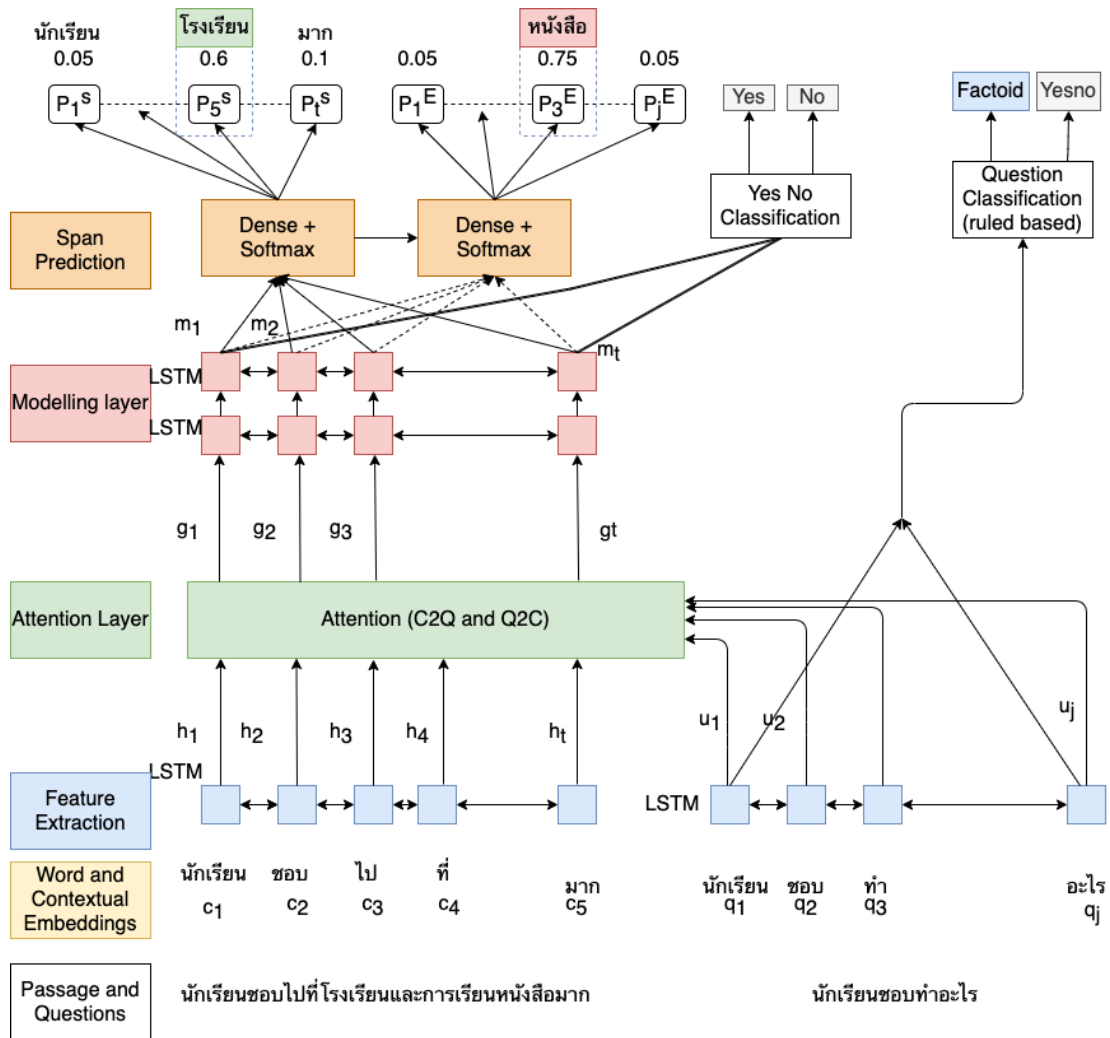 โรงเรียน
หนังสือ
นักเรียน
มาก
0.05
0.6
0.1
0.05
0.75
0.05
P1S
P5S
PtS
P1E
P3E
PjE
Yes
No
Factoid
Yesno
Span
Prediction
Dense +
Softmax
Dense +
Softmax
Yes No
Classification
Question
Classification
(ruled based)
m1
m2
mt
Modelling layer
LSTM
LSTM
g1
g2
g3
gt
Attention Layer
Attention (C2Q and Q2C)
h1
h2
h3
h4
ht
u1
u2
uj
Feature
Extraction
LSTM
LSTM
Word and
Contextual
Embeddings
นักเรียน
ชอบ
ไป
ที่
มาก
c1
c2
c3
c4
c5
นักเรียน
ชอบ
ทำ
อะไร
q1
q2
q3
qj
Passage and
Questions
นักเรียนชอบไปที่โรงเรียนและการเรียนหนังสือมาก
นักเรียนชอบทำอะไร